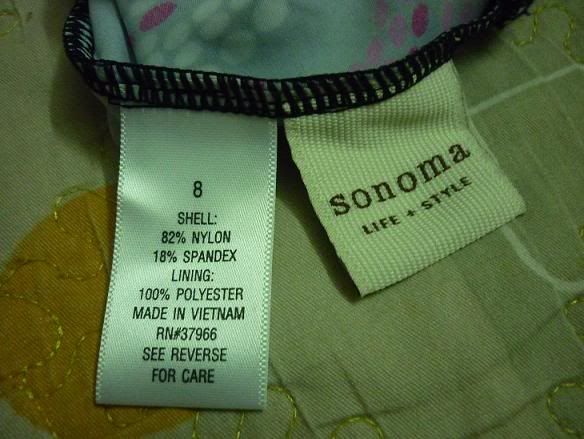 8
SHELL:
82% NYLON
18% SPANDEX
LINING:
100% POLYESTER
MADE IN VIETNAM
RN#37966
SEE REVERSE
FOR CARE
sonoma
LIFE + STYLE